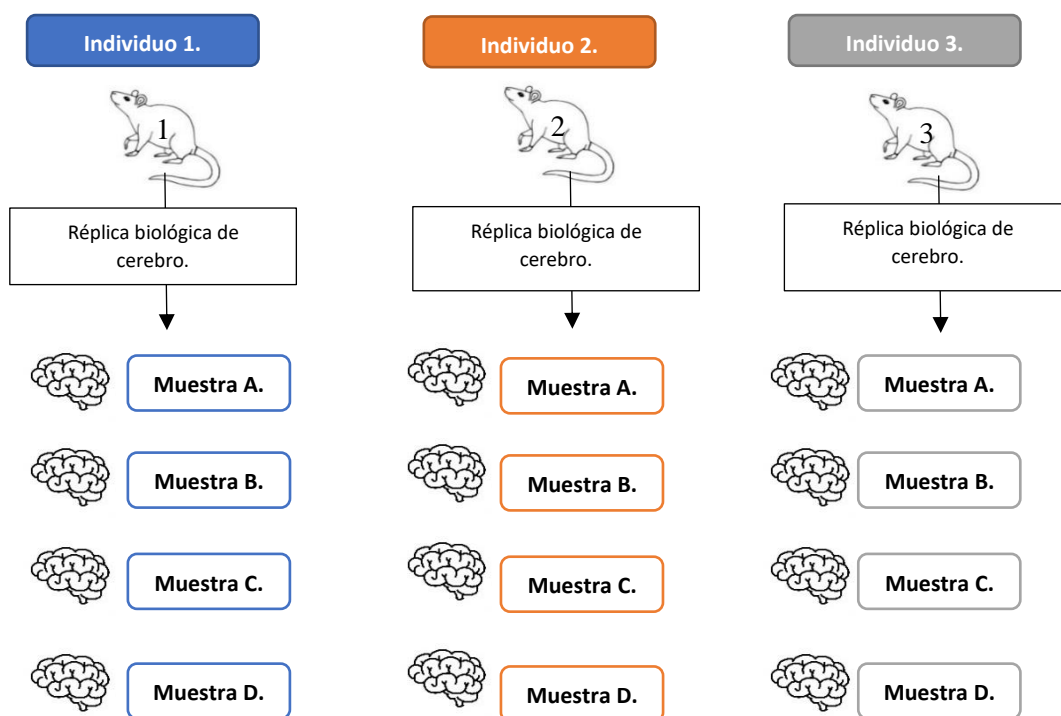 Individuo 1.
Individuo 2.
Individuo 3.
1
2
3
Réplica biológica de
cerebro.
Réplica biológica de
cerebro.
Réplica biológica de
cerebro.
Muestra A.
Muestra A.
Muestra A.
Muestra B.
Muestra B.
Muestra B.
Muestra C.
Muestra C.
Muestra C.
Muestra D.
Muestra D.
Muestra D.